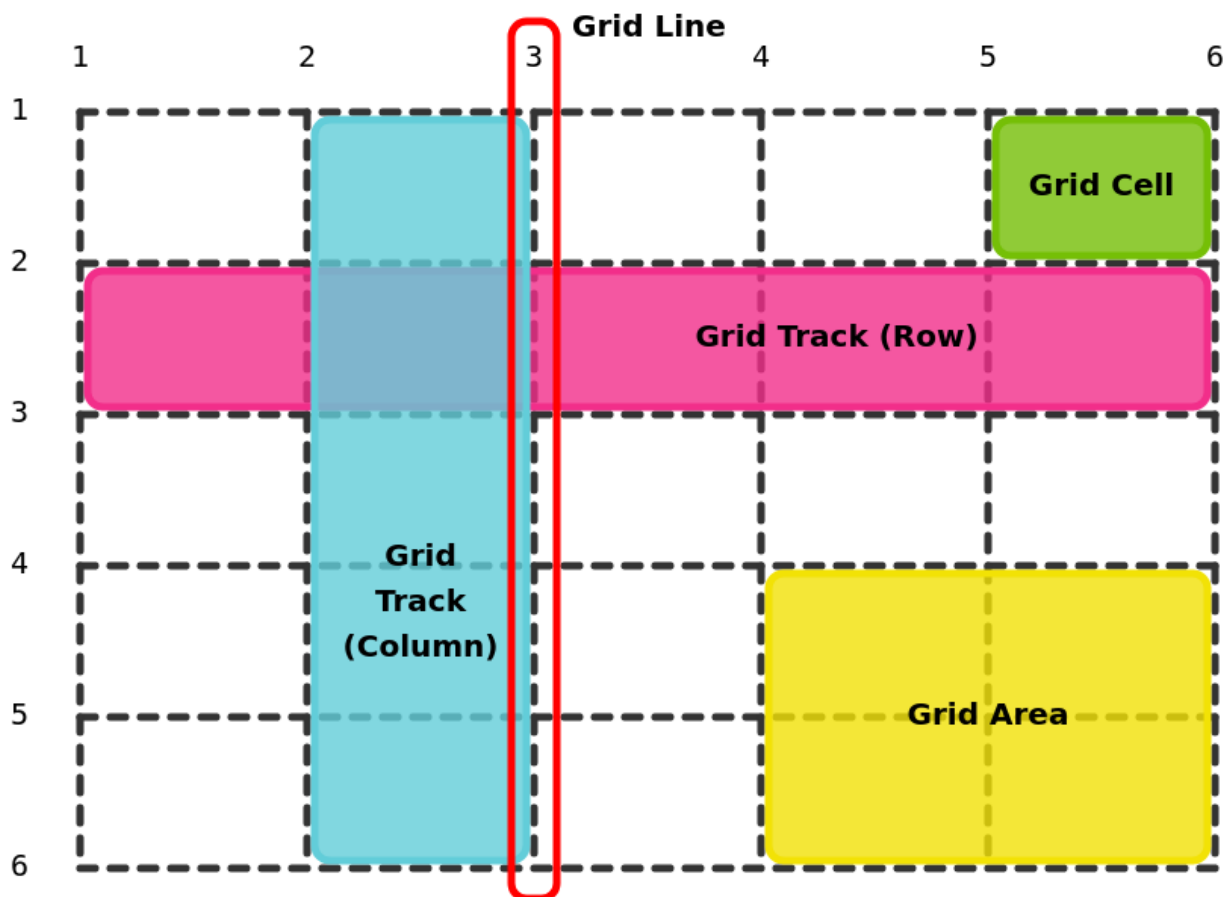 Grid Line
1 2 3 4 5 6
1
Grid Cell
2
Grid Track (Row)
3
4
Grid
Track
(Column)
5
Grid Area
6